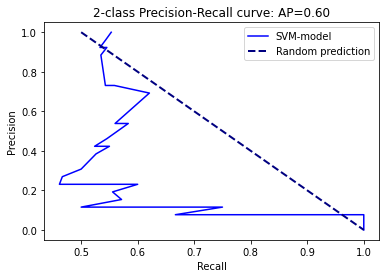 2-class Precision-Recall curve: AP=0.60
SVM-model
Random prediction
Precision
1.0
0.8
0.6
0.4
0.2
0.0
0.5
0.6
0.7
0.8
0.9
1.0
Recall